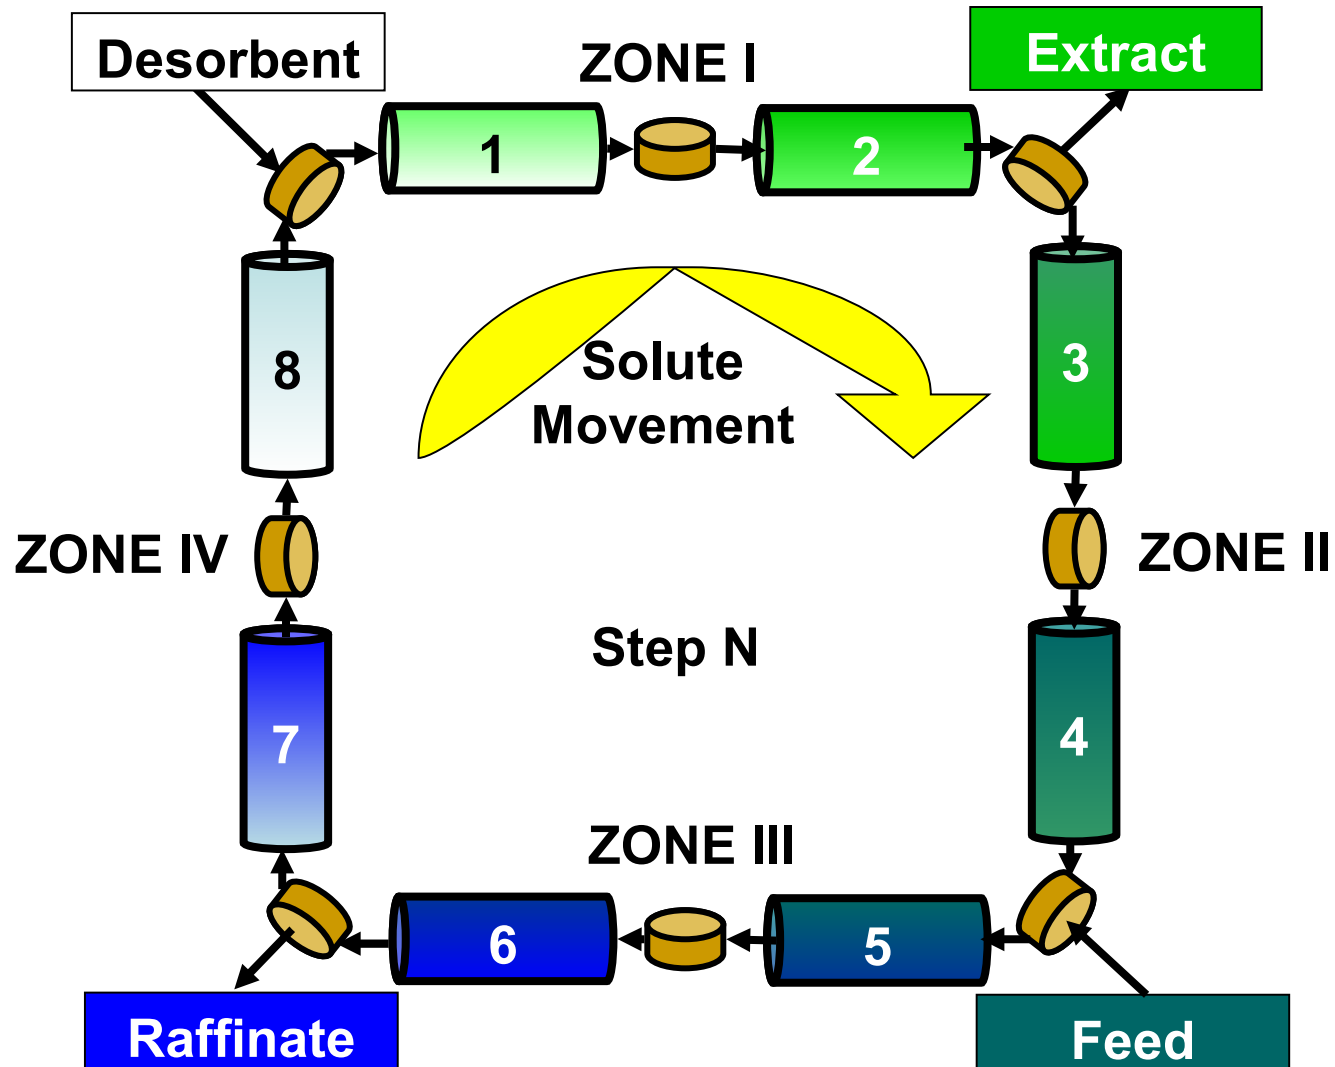 Desorbent
ZONE I
Extract
1
2
8
Solute
Movement
3
ZONE IV
ZONE II
Step N
7
4
ZONE III
6
5
Raffinate
Feed